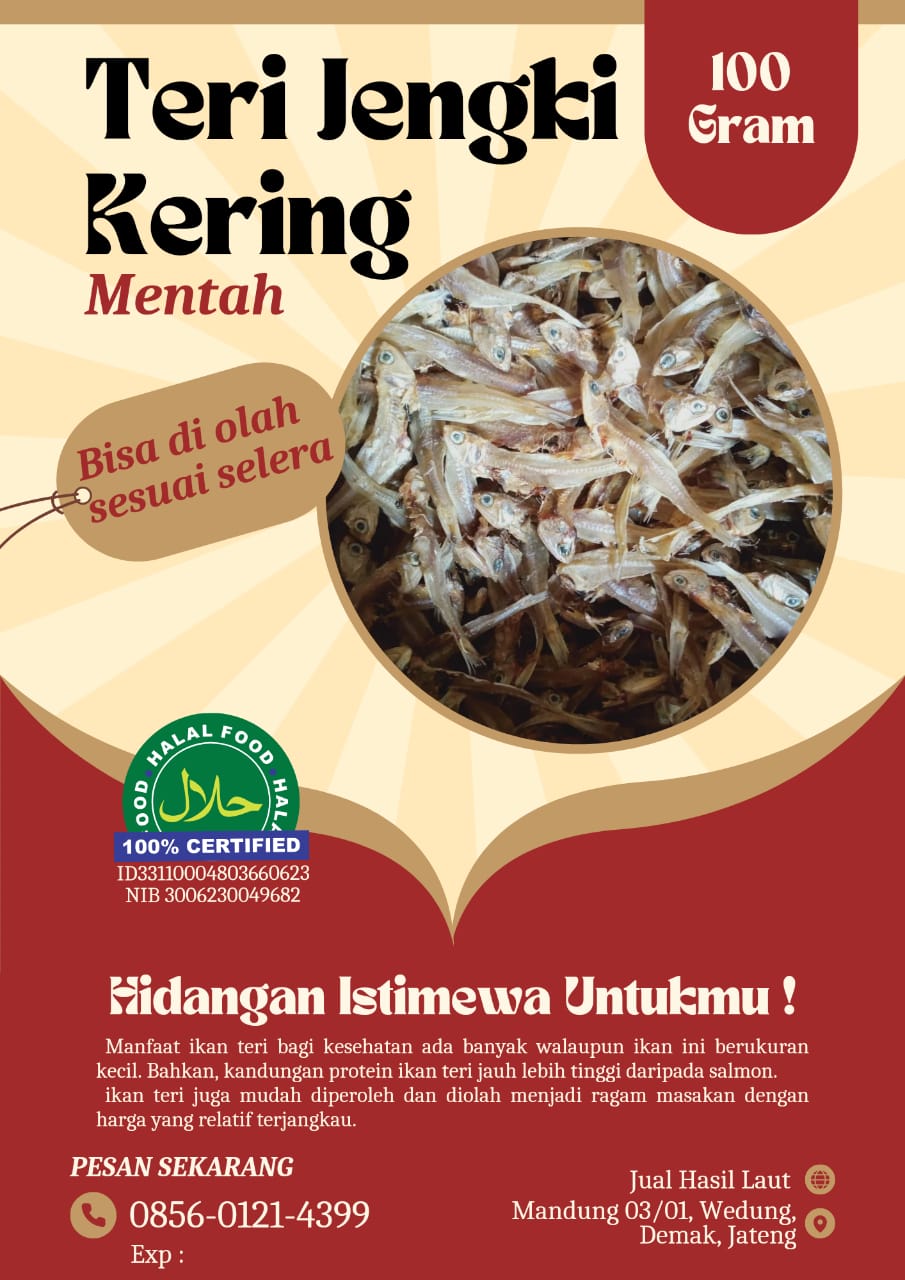 Teri Jengki
Kering
Mentah
100
Gram
Bisa di olah
sesuai selera
FOOD HALAL FOOD HALA
حلال
100% CERTIFIED
ID33110004803660623
NIB 3006230049682
Hidangan Istimewa Untukmu !
Manfaat ikan teri bagi kesehatan ada banyak walaupun ikan ini berukuran
kecil. Bahkan, kandungan protein ikan teri jauh lebih tinggi daripada salmon.
ikan teri juga mudah diperoleh dan diolah menjadi ragam masakan dengan
harga yang relatif terjangkau.
PESAN SEKARANG
0856-0121-4399
Exp :
Jual Hasil Laut
Mandung 03/01, Wedung,
Demak, Jateng